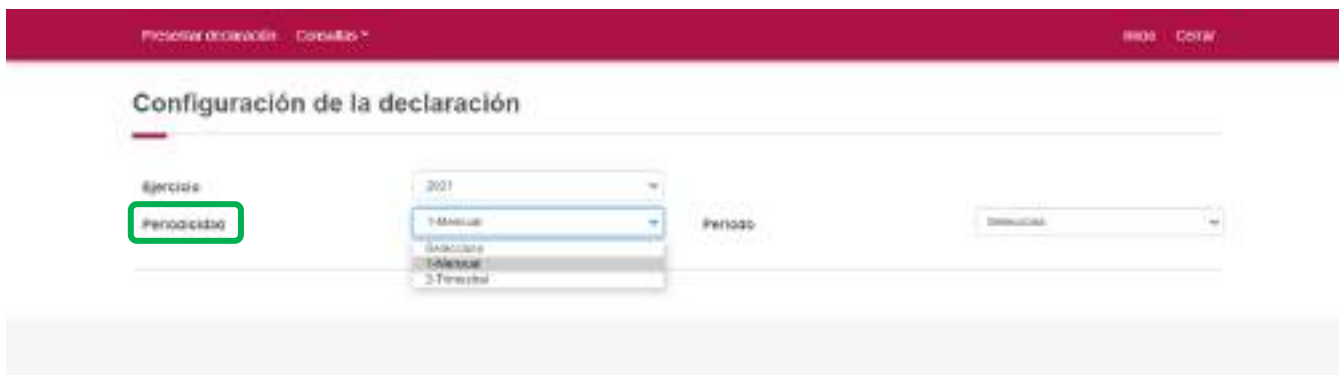 Presentar declaración Consultas Inicio Cerrar
Configuración de la declaración
Ejercicio 2021
Periodicidad 1-Mensual Periodo Selecciona
Selecciona
1-Mensual
3-Trimestral